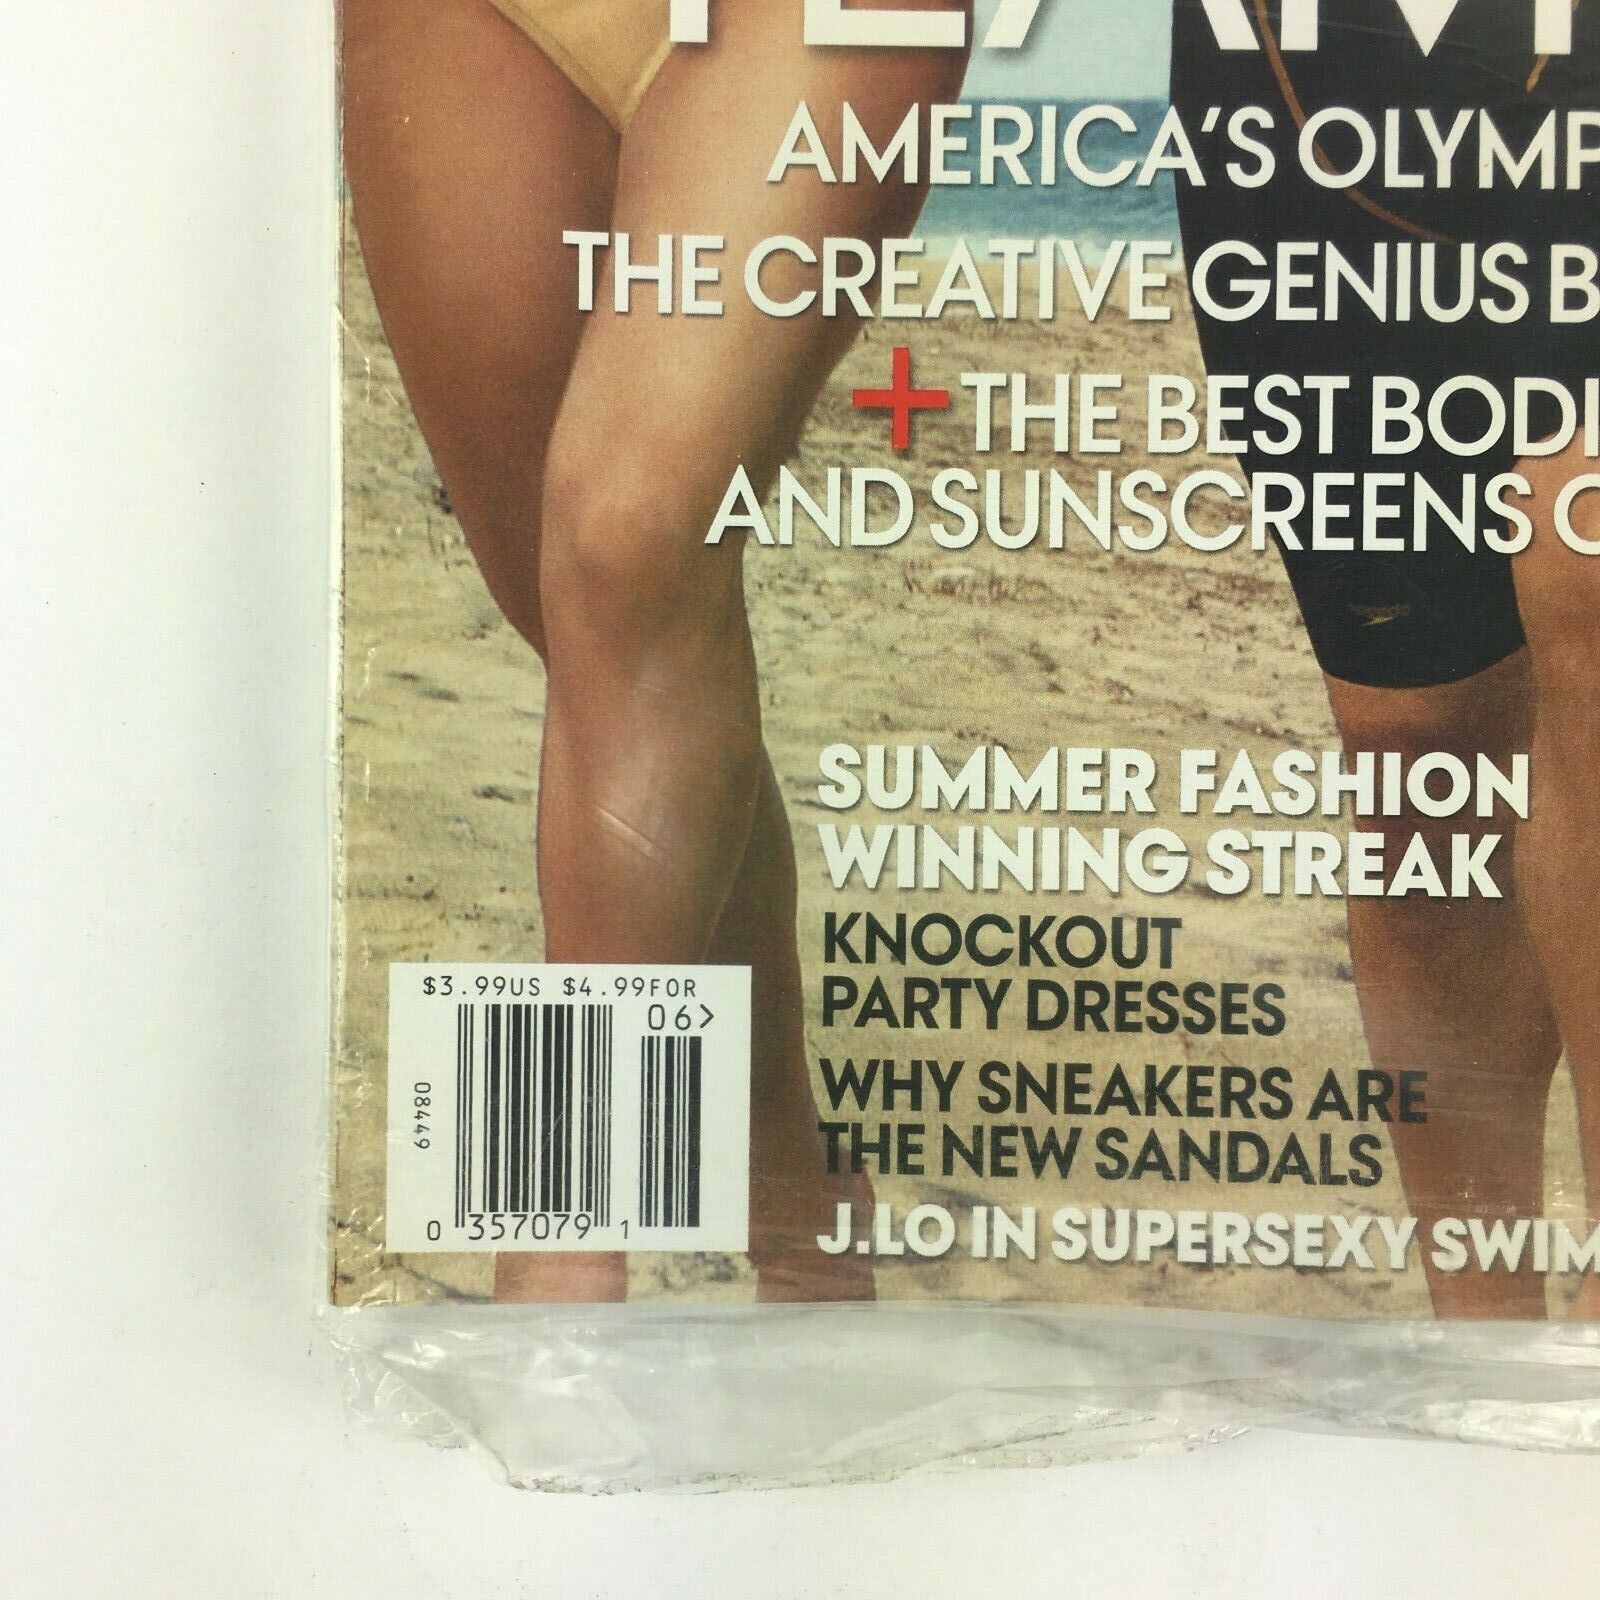 AMERICA'S OLYMP
THE CREATIVE GENIUS B
+ THE BEST BODI
AND SUNSCREENS O
speedo
SUMMER FASHION
WINNING STREAK
KNOCKOUT
PARTY DRESSES
WHY SNEAKERS ARE
THE NEW SANDALS
J.LO IN SUPERSEXY SWIM
$3.99US $4.99FOR
06>
08449
0 357079 1